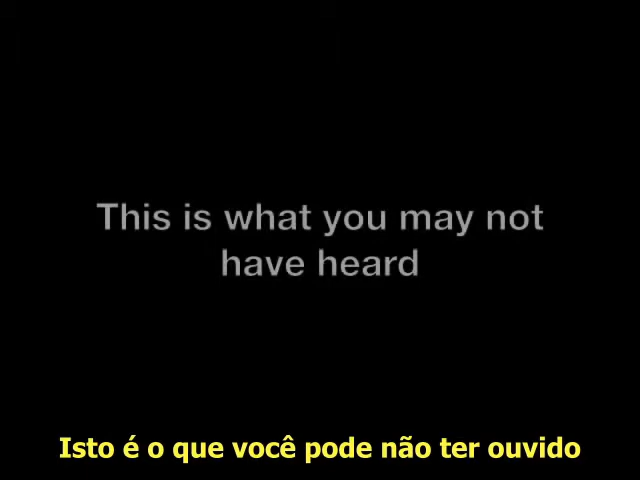 This is what you may not
have heard
Isto é o que você pode não ter ouvido